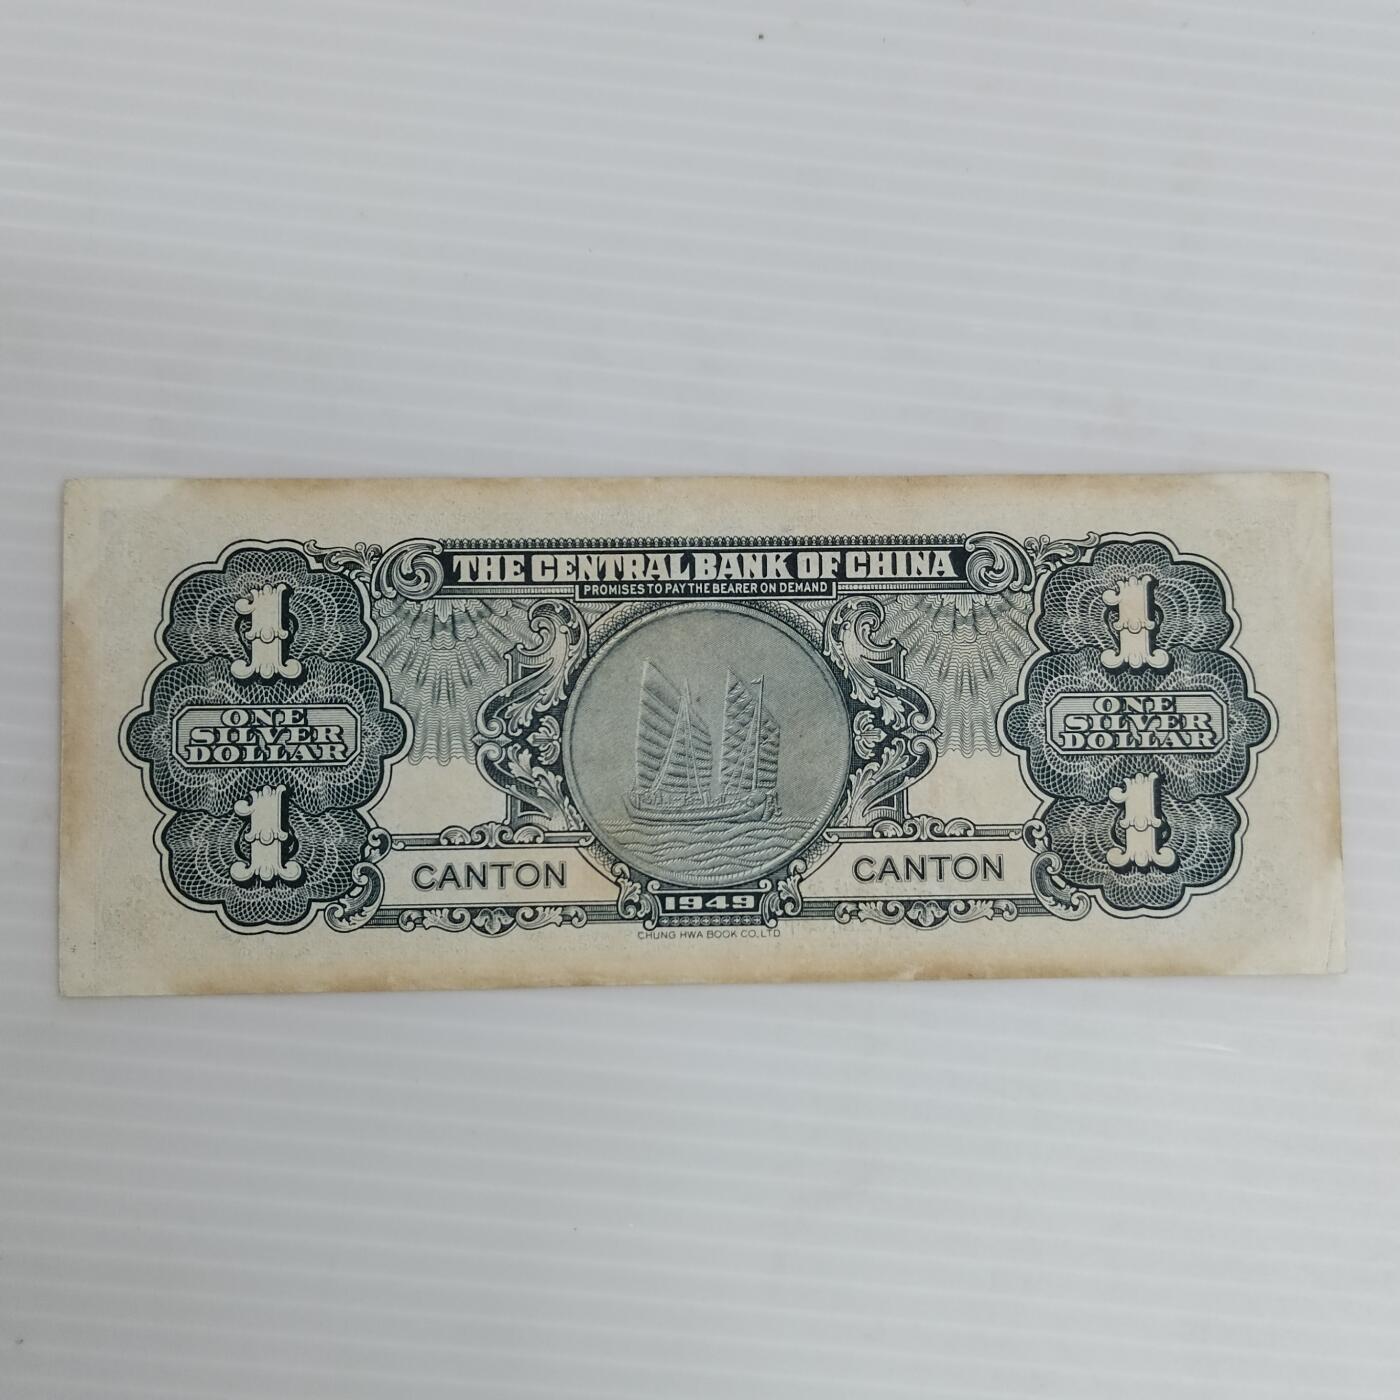 THE CENTRAL BANK OF CHINA
PROMISES TO PAY THE BEARER ON DEMAND
1
1
ONE
SILVER
DOLLAR
ONE
SILVER
DOLLAR
1
1
CANTON
CANTON
1949
CHUNG HWA BOOK CO., LTD.